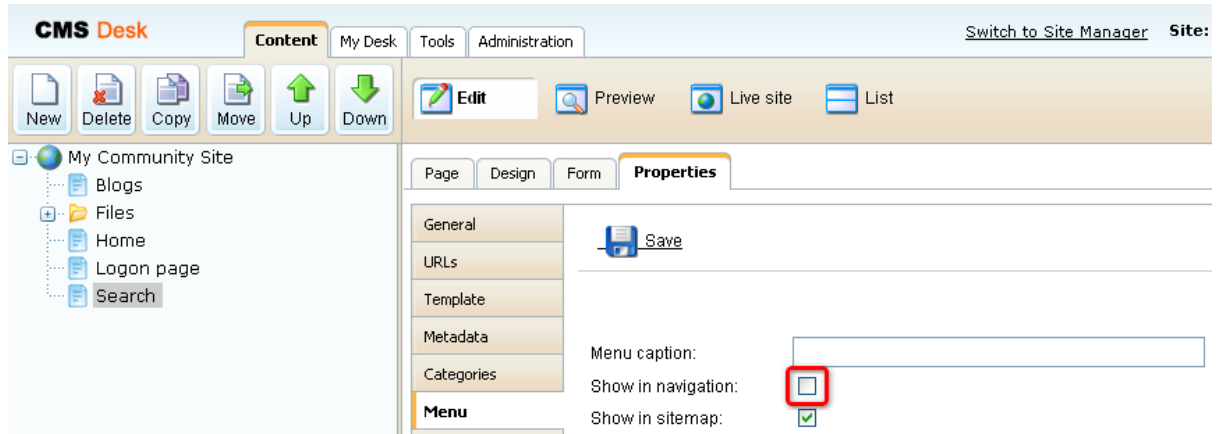 CMS Desk
Content My Desk Tools Administration
Switch to Site Manager Site:
New Delete Copy Move Up Down
Edit Preview Live site List
My Community Site
Blogs
Files
Home
Logon page
Search
Page Design Form Properties
General
URLs
Template
Metadata
Categories
Menu
Save
Menu caption:
Show in navigation:
Show in sitemap: